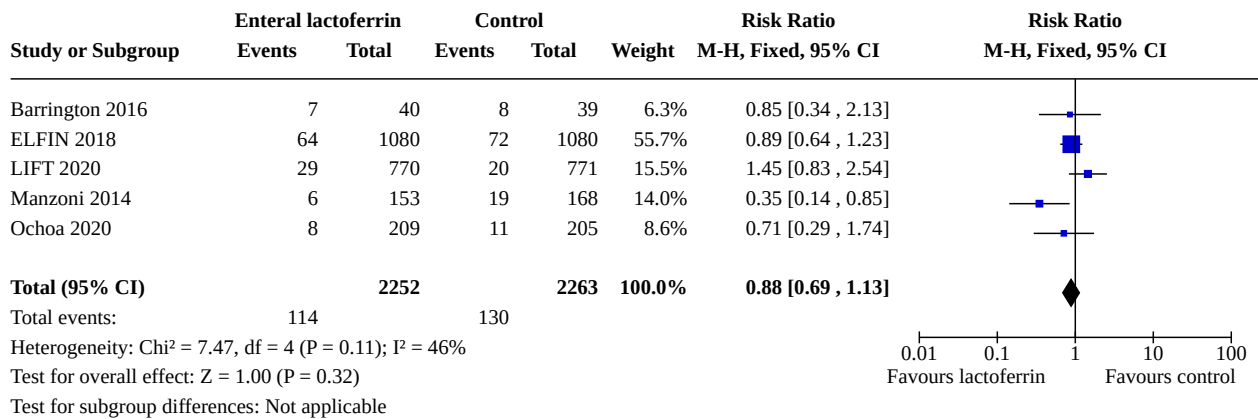 Enteral lactoferrin Control Risk Ratio Risk Ratio
Study or Subgroup Events Total Events Total Weight M-H, Fixed, 95% CI M-H, Fixed, 95% CI
Barrington 2016 7 40 8 39 6.3% 0.85 [0.34 , 2.13]
ELFIN 2018 64 1080 72 1080 55.7% 0.89 [0.64 , 1.23]
LIFT 2020 29 770 20 771 15.5% 1.45 [0.83 , 2.54]
Manzoni 2014 6 153 19 168 14.0% 0.35 [0.14 , 0.85]
Ochoa 2020 8 209 11 205 8.6% 0.71 [0.29 , 1.74]
Total (95% CI) 2252 2263 100.0% 0.88 [0.69 , 1.13]
Total events: 114 130
Heterogeneity: Chi² = 7.47, df = 4 (P = 0.11); I² = 46%
0.01 0.1 1 10 100
Test for overall effect: Z = 1.00 (P = 0.32)
Favours lactoferrin Favours control
Test for subgroup differences: Not applicable